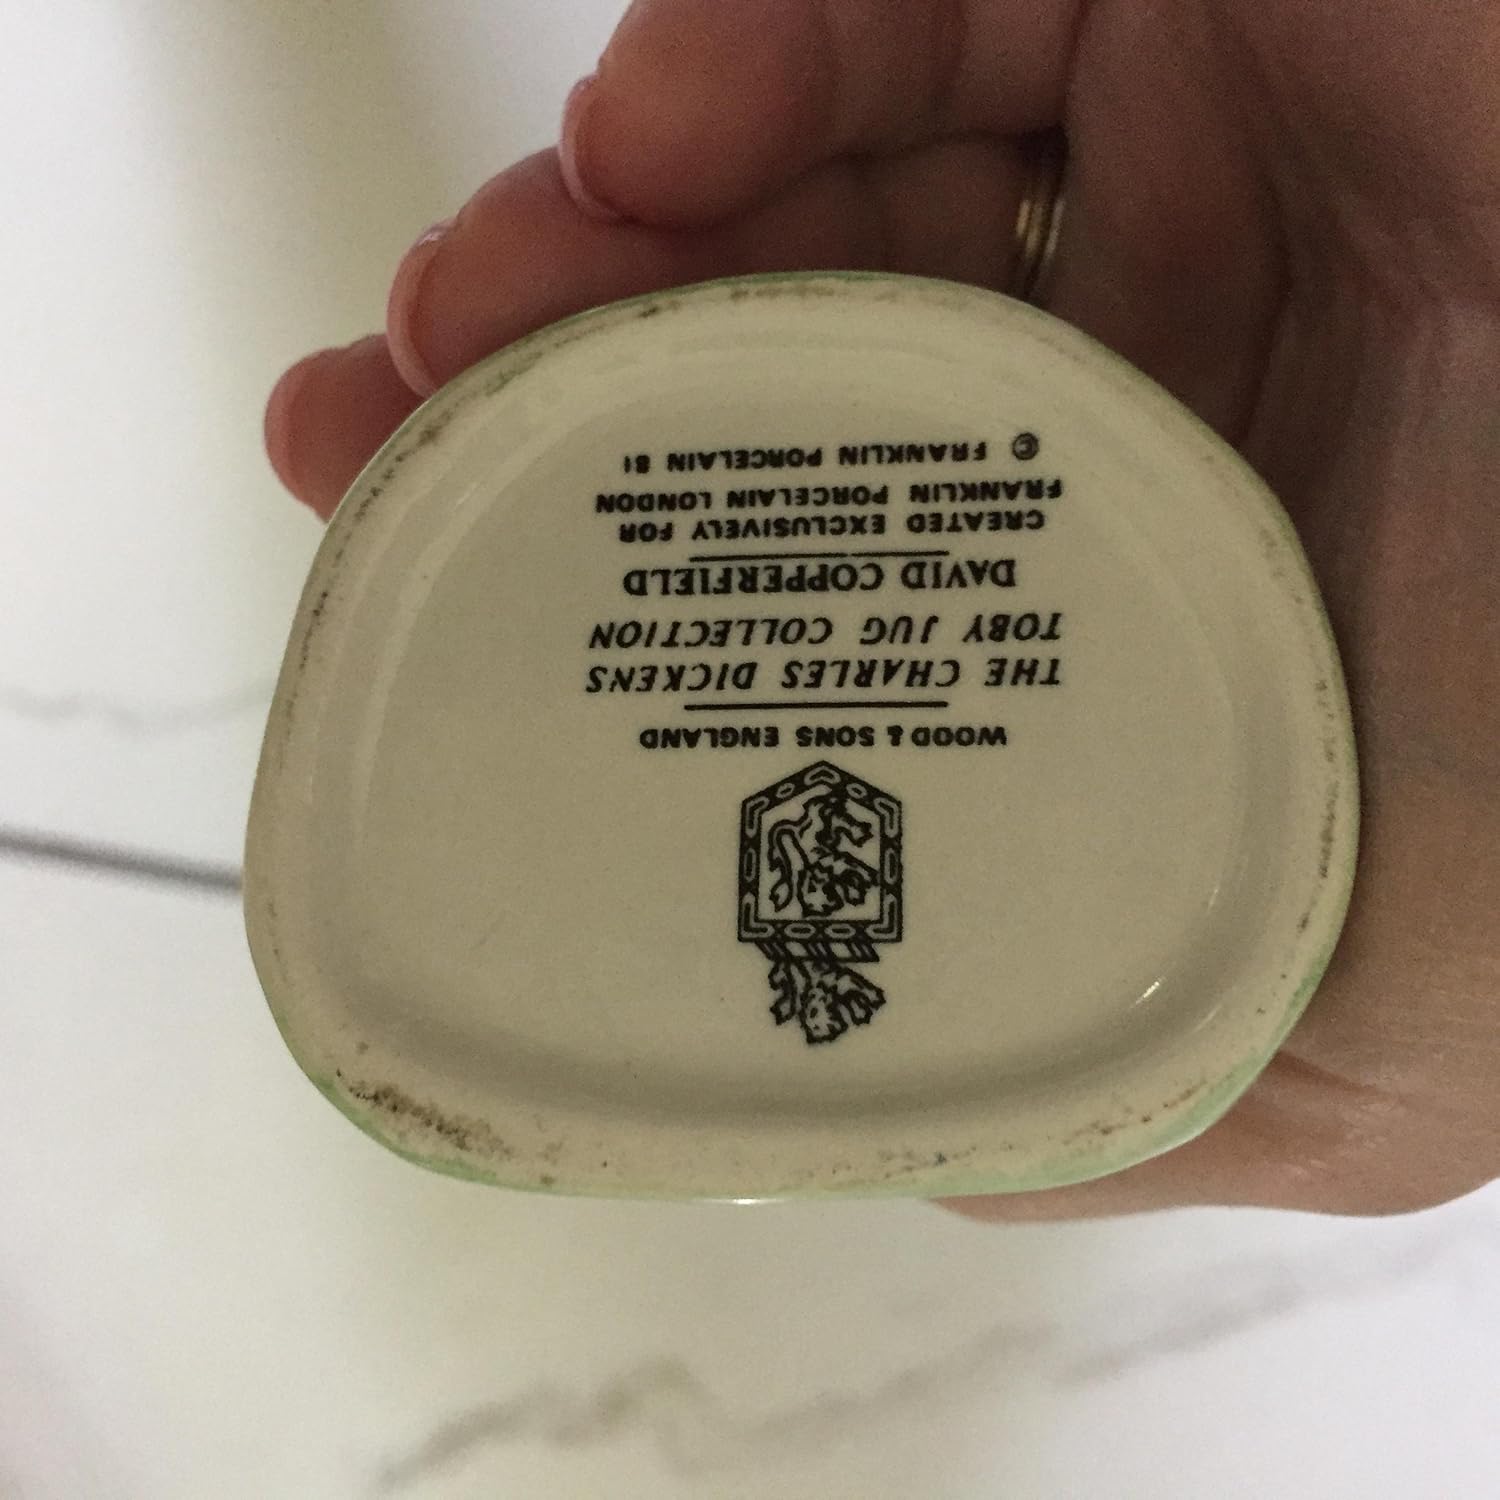 WOOD & SONS ENGLAND
THE CHARLES DICKENS
TOBY JUG COLLECTION
DAVID COPPERFIELD
CREATED EXCLUSIVELY FOR
FRANKLIN PORCELAIN LONDON
© FRANKLIN PORCELAIN 81